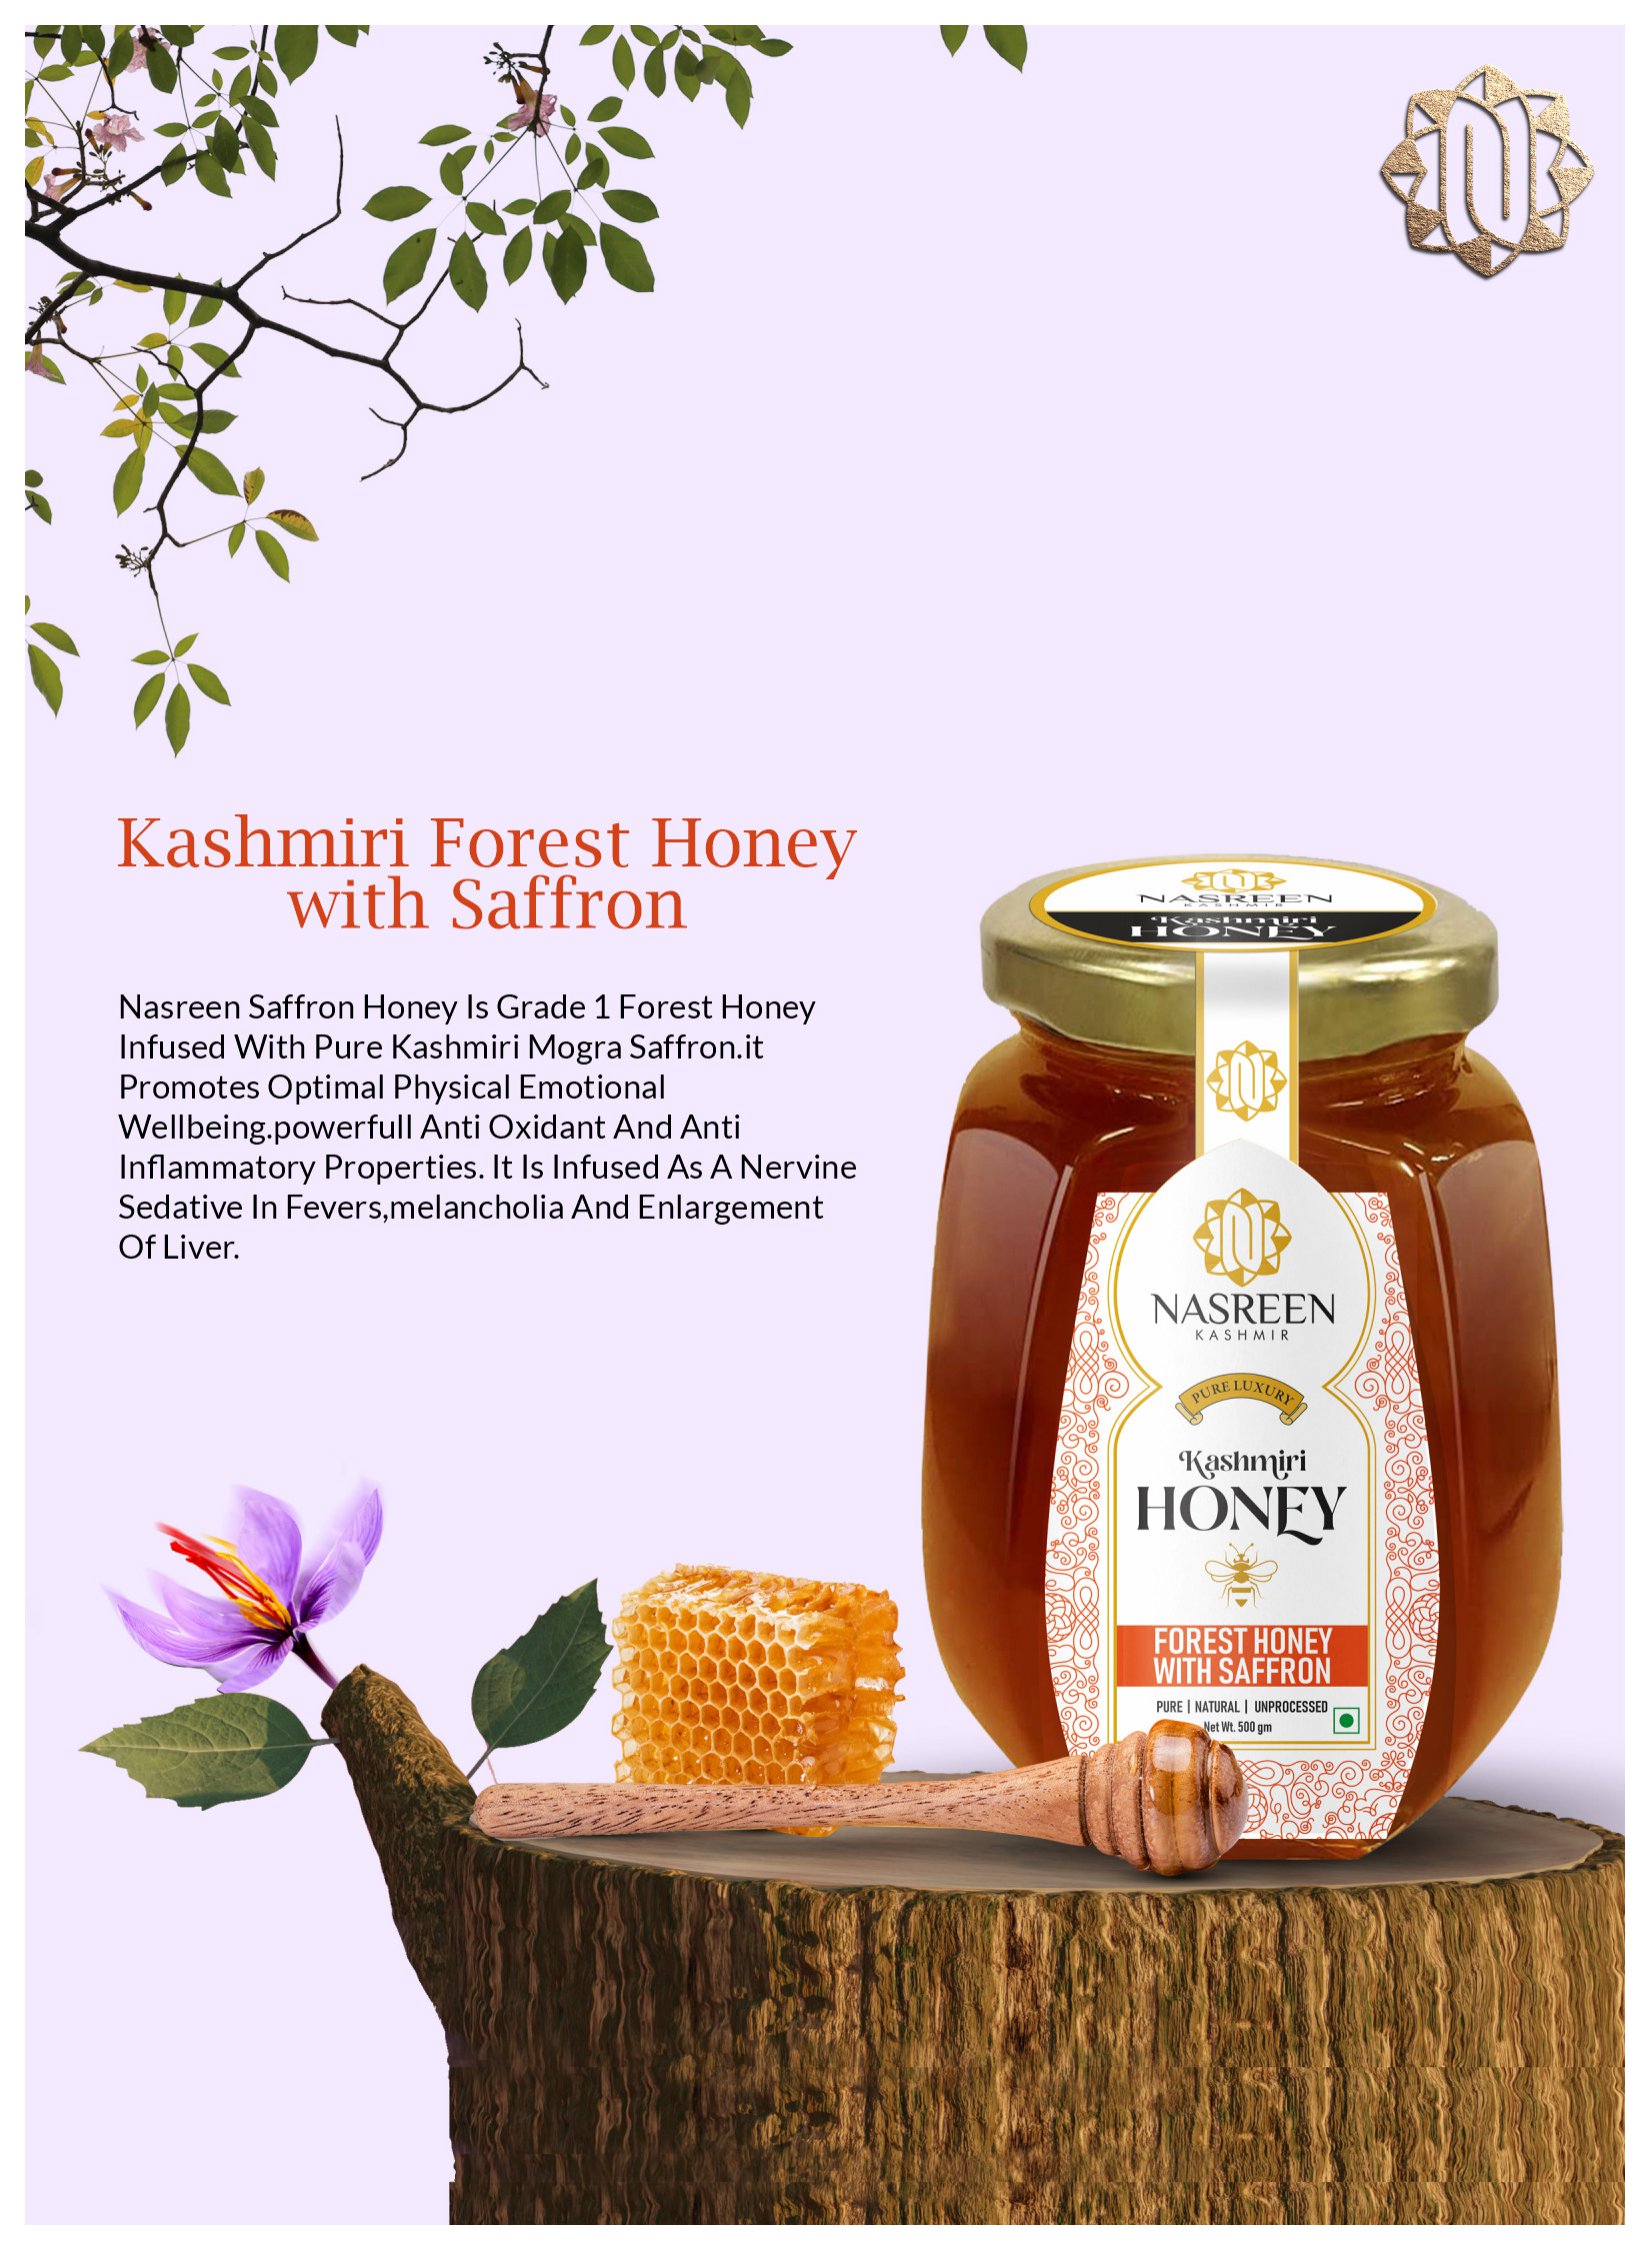 Kashmiri Forest Honey
with Saffron
Nasreen Saffron Honey Is Grade 1 Forest Honey
Infused With Pure Kashmiri Mogra Saffron.it
Promotes Optimal Physical Emotional
Wellbeing.powerfull Anti Oxidant And Anti
Inflammatory Properties. It Is Infused As A Nervine
Sedative In Fevers,melancholia And Enlargement
Of Liver.
NASREEN
KASHMIR
Kashmiri
HONEY
NASREEN
KASHMIR
PURE LUXURY
Kashmiri
HONEY
FOREST HONEY
WITH SAFFRON
PURE | NATURAL | UNPROCESSED
Net Wt. 500 gm